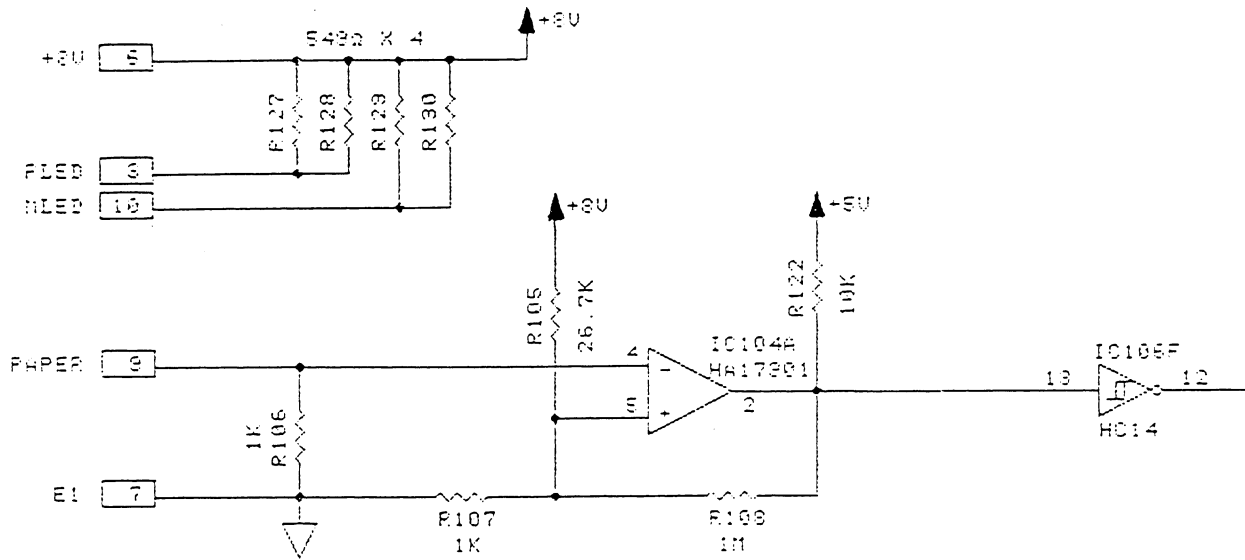 +8V
549Ω X 4
+8V
5
R127
R128
R129
R130
PLED
3
MLED
10
+8V
+5V
R105
26.7K
R122
10K
PAPER
9
4
-
IC104A
HA17901
IC106F
13
12
5
+
2
HC14
1K
R106
E1
7
R107
1K
R108
1M